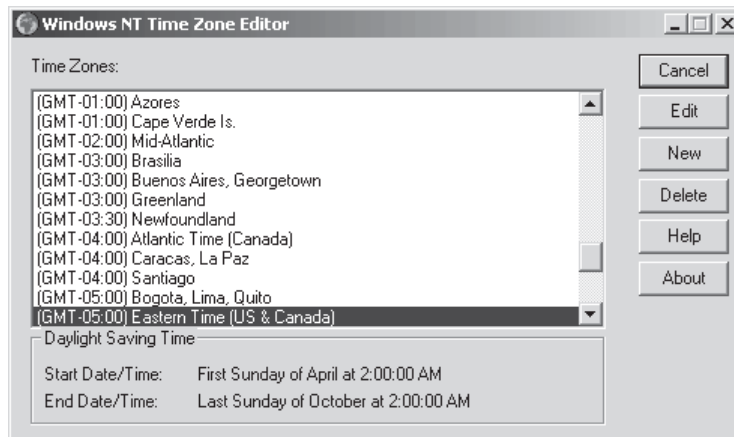 Windows NT Time Zone Editor
Time Zones:
(GMT-01:00) Azores
(GMT-01:00) Cape Verde Is.
(GMT-02:00) Mid-Atlantic
(GMT-03:00) Brasilia
(GMT-03:00) Buenos Aires, Georgetown
(GMT-03:00) Greenland
(GMT-03:30) Newfoundland
(GMT-04:00) Atlantic Time (Canada)
(GMT-04:00) Caracas, La Paz
(GMT-04:00) Santiago
(GMT-05:00) Bogota, Lima, Quito
(GMT-05:00) Eastern Time (US & Canada)
Cancel
Edit
New
Delete
Help
About
Daylight Saving Time
Start Date/Time: First Sunday of April at 2:00:00 AM
End Date/Time: Last Sunday of October at 2:00:00 AM